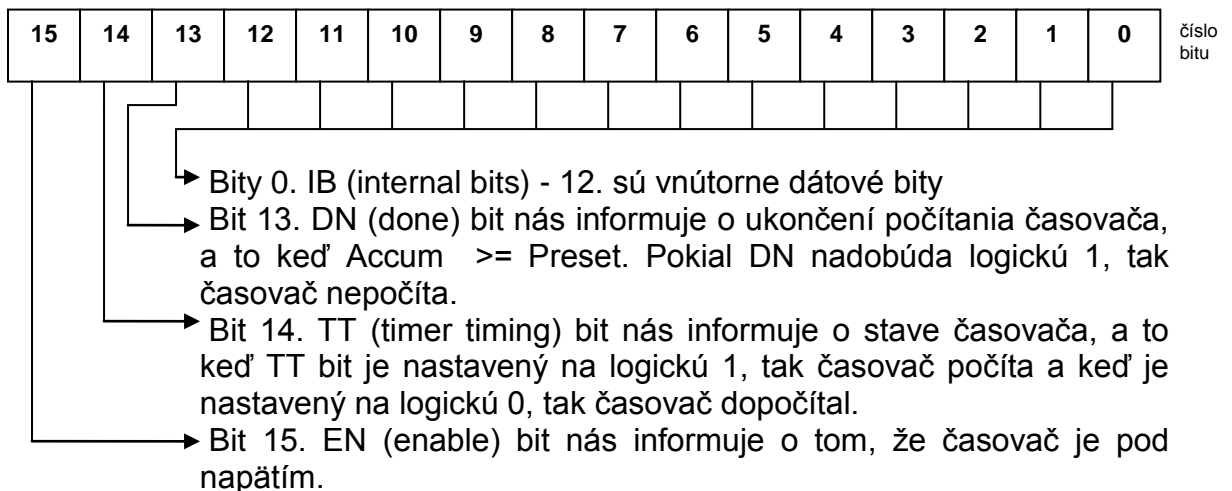 15 14 13 12 11 10 9 8 7 6 5 4 3 2 1 0 číslo
bitu
Bity 0. IB (internal bits) - 12. sú vnútorne dátové bity
Bit 13. DN (done) bit nás informuje o ukončení počítania časovača,
a to keď Accum >= Preset. Pokial DN nadobúda logickú 1, tak
časovač nepočíta.
Bit 14. TT (timer timing) bit nás informuje o stave časovača, a to
keď TT bit je nastavený na logickú 1, tak časovač počíta a keď je
nastavený na logickú 0, tak časovač dopočítal.
Bit 15. EN (enable) bit nás informuje o tom, že časovač je pod
napätím.